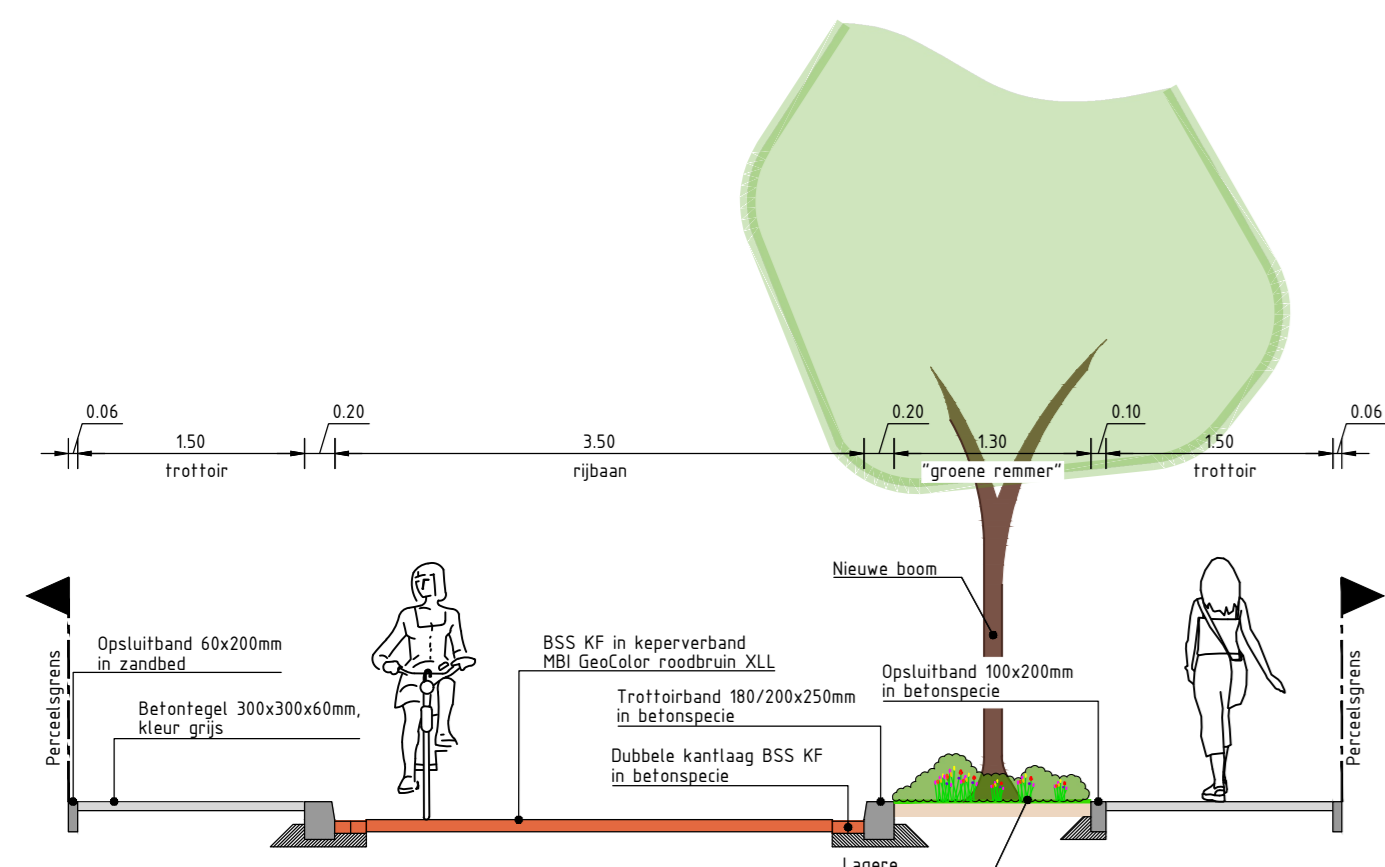 0.06
0.20
0.20
0.10
0.06
1.50
3.50
1.30
1.50
trottoir
rijbaan
"groene remmer"
trottoir
Nieuwe boom
Perceelsgrens
Opsluitband 60x200mm
in zandbed
Betontegel 300x300x60mm,
kleur grijs
BSS KF in keperverband
MBI GeoColor roodbruin XLL
Trottoirband 180/200x250mm
in betonspecie
Dubbele kantlaag BSS KF
in betonspecie
Opsluitband 100x200mm
in betonspecie
Perceelsgrens
Lagere